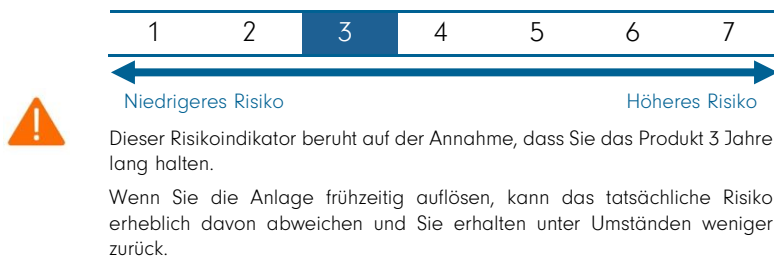 1 2 3 4 5 6 7
Niedrigeres Risiko Höheres Risiko
Dieser Risikoindikator beruht auf der Annahme, dass Sie das Produkt 3 Jahre
lang halten.
Wenn Sie die Anlage frühzeitig auflösen, kann das tatsächliche Risiko
erheblich davon abweichen und Sie erhalten unter Umständen weniger
zurück.